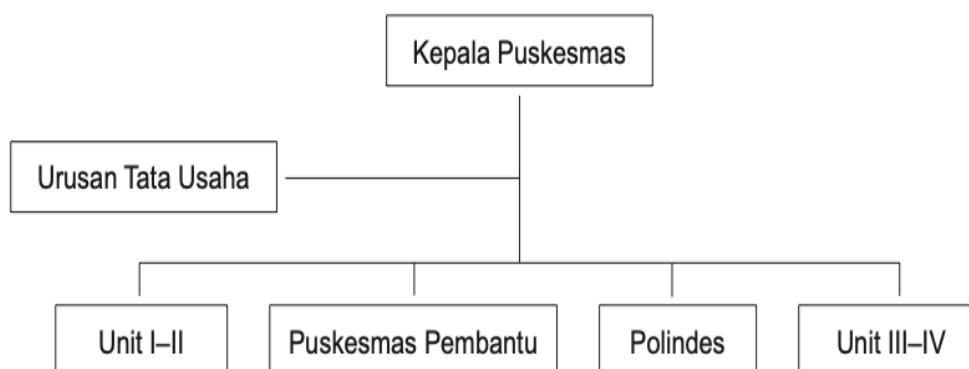 Kepala Puskesmas
Urusan Tata Usaha
Unit I–II
Puskesmas Pembantu
Polindes
Unit III–IV